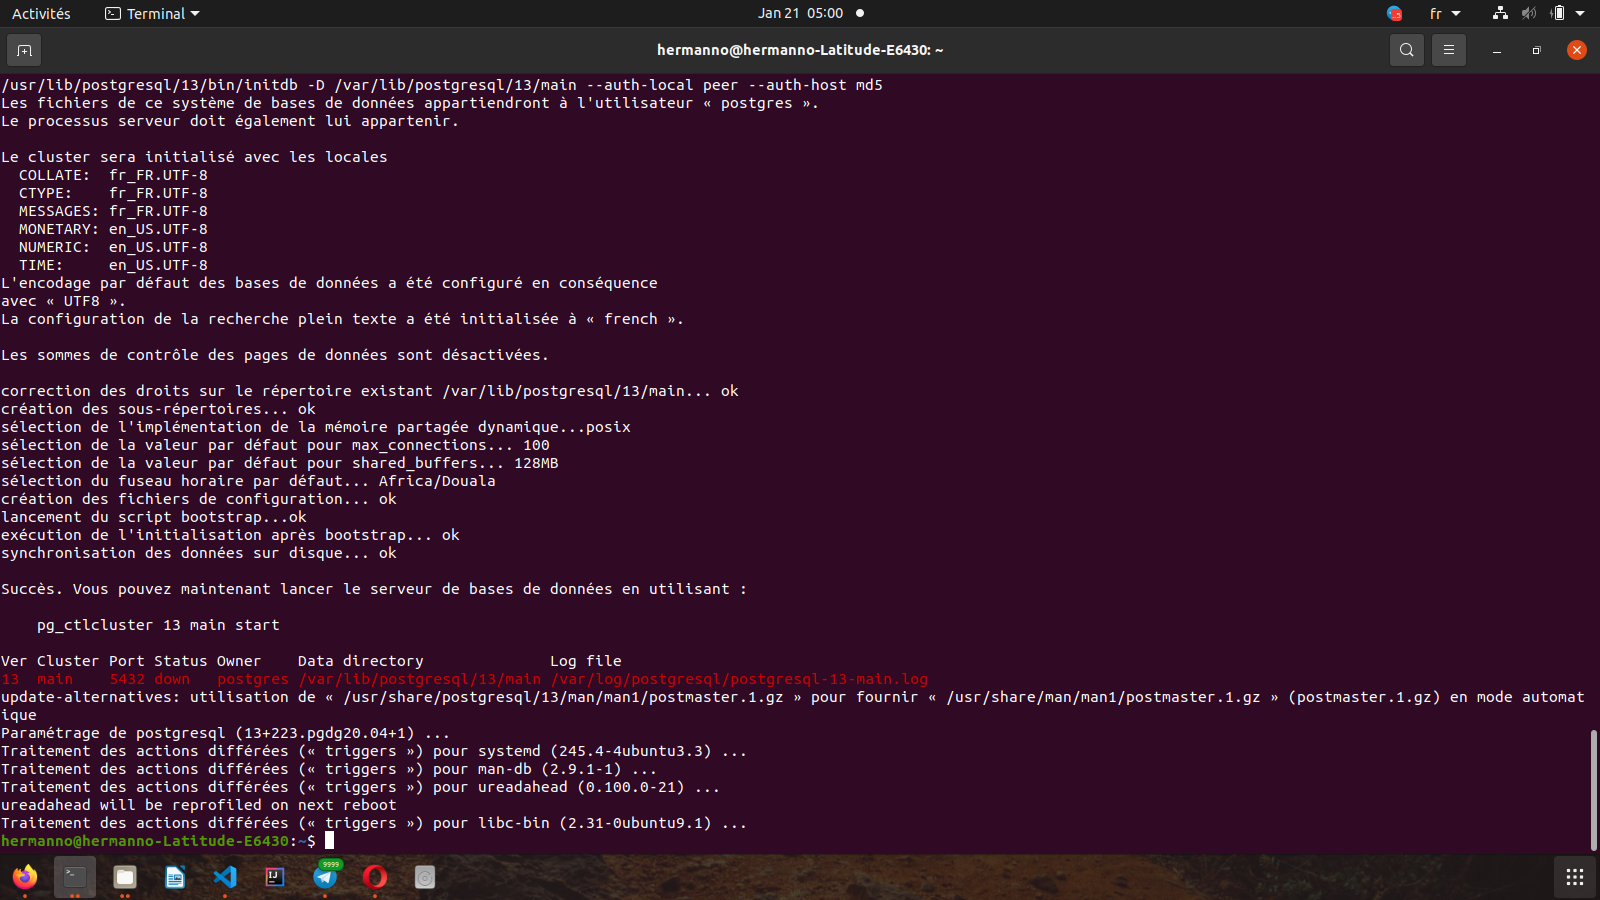 Activités
Terminal
Jan 21 05:00
fr
hermanno@hermanno-Latitude-E6430: ~
/usr/lib/postgresql/13/bin/initdb -D /var/lib/postgresql/13/main --auth-local peer --auth-host md5
Les fichiers de ce système de bases de données appartiendront à l'utilisateur « postgres ».
Le processus serveur doit également lui appartenir.
Le cluster sera initialisé avec les locales
  COLLATE:  fr_FR.UTF-8
  CTYPE:    fr_FR.UTF-8
  MESSAGES: fr_FR.UTF-8
  MONETARY: en_US.UTF-8
  NUMERIC:  en_US.UTF-8
  TIME:     en_US.UTF-8
L'encodage par défaut des bases de données a été configuré en conséquence
avec « UTF8 ».
La configuration de la recherche plein texte a été initialisée à « french ».
Les sommes de contrôle des pages de données sont désactivées.
correction des droits sur le répertoire existant /var/lib/postgresql/13/main... ok
création des sous-répertoires... ok
sélection de l'implémentation de la mémoire partagée dynamique...posix
sélection de la valeur par défaut pour max_connections... 100
sélection de la valeur par défaut pour shared_buffers... 128MB
sélection du fuseau horaire par défaut... Africa/Douala
création des fichiers de configuration... ok
lancement du script bootstrap...ok
exécution de l'initialisation après bootstrap... ok
synchronisation des données sur disque... ok
Succès. Vous pouvez maintenant lancer le serveur de bases de données en utilisant :
    pg_ctlcluster 13 main start
Ver Cluster Port Status Owner    Data directory              Log file
13  main    5432 down   postgres /var/lib/postgresql/13/main /var/log/postgresql/postgresql-13-main.log
update-alternatives: utilisation de « /usr/share/postgresql/13/man/man1/postmaster.1.gz » pour fournir « /usr/share/man/man1/postmaster.1.gz » (postmaster.1.gz) en mode automat
ique
Paramétrage de postgresql (13+223.pgdg20.04+1) ...
Traitement des actions différées (« triggers ») pour systemd (245.4-4ubuntu3.3) ...
Traitement des actions différées (« triggers ») pour man-db (2.9.1-1) ...
Traitement des actions différées (« triggers ») pour ureadahead (0.100.0-21) ...
ureadahead will be reprofiled on next reboot
Traitement des actions différées (« triggers ») pour libc-bin (2.31-0ubuntu9.1) ...
hermanno@hermanno-Latitude-E6430:~$
9999
IJ